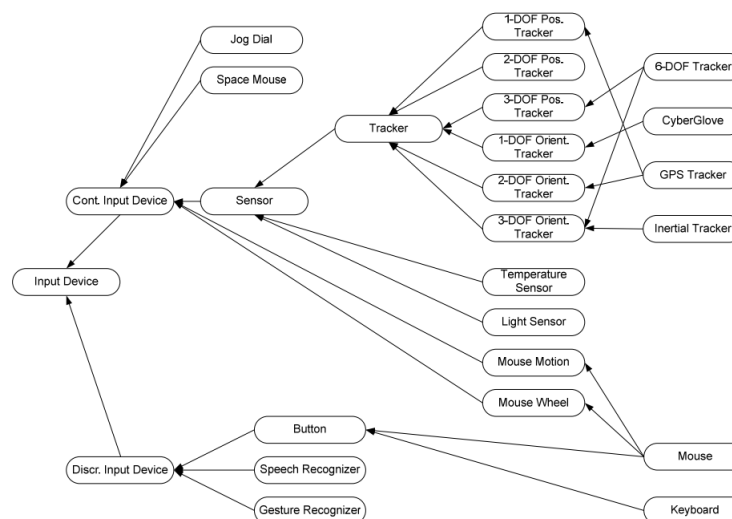 Jog Dial
Space Mouse
Cont. Input Device
Sensor
Input Device
Discr. Input Device
Button
Speech Recognizer
Gesture Recognizer
Tracker
1-DOF Pos.
Tracker
2-DOF Pos.
Tracker
3-DOF Pos.
Tracker
1-DOF Orient.
Tracker
2-DOF Orient.
Tracker
3-DOF Orient.
Tracker
Temperature
Sensor
Light Sensor
Mouse Motion
Mouse Wheel
6-DOF Tracker
CyberGlove
GPS Tracker
Inertial Tracker
Mouse
Keyboard